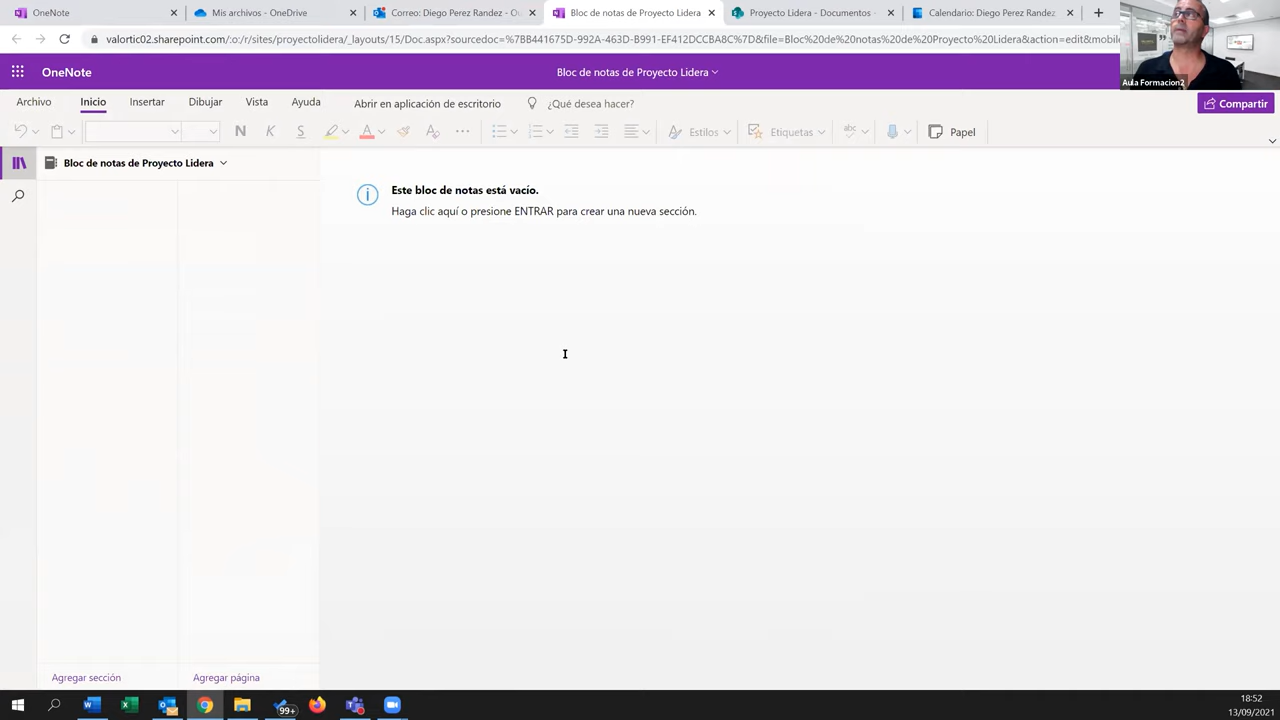 OneNote
Mis archivos - OneDrive
Correo: Diego Perez Randez - O
Bloc de notas de Proyecto Lidera
Proyecto Lidera - Documentos -
Calendario: Diego Perez Randez
valortic02.sharepoint.com/:o:/r/sites/proyectolidera/_layouts/15/Doc.aspx?sourcedoc=%7BB441675D-992A-463D-B991-EF412DCCBA8C%7D&file=Bloc%20de%20notas%20de%20Proyecto%20Lidera&action=edit&mobil
OneNote
Bloc de notas de Proyecto Lidera
Aula Formacion2
Archivo Inicio Insertar Dibujar Vista Ayuda Abrir en aplicación de escritorio ¿Qué desea hacer?
Compartir
N K S A Estilos Etiquetas abc Papel
Bloc de notas de Proyecto Lidera
Este bloc de notas está vacío.
Haga clic aquí o presione ENTRAR para crear una nueva sección.
Agregar sección
Agregar página
99+
18:52
13/09/2021